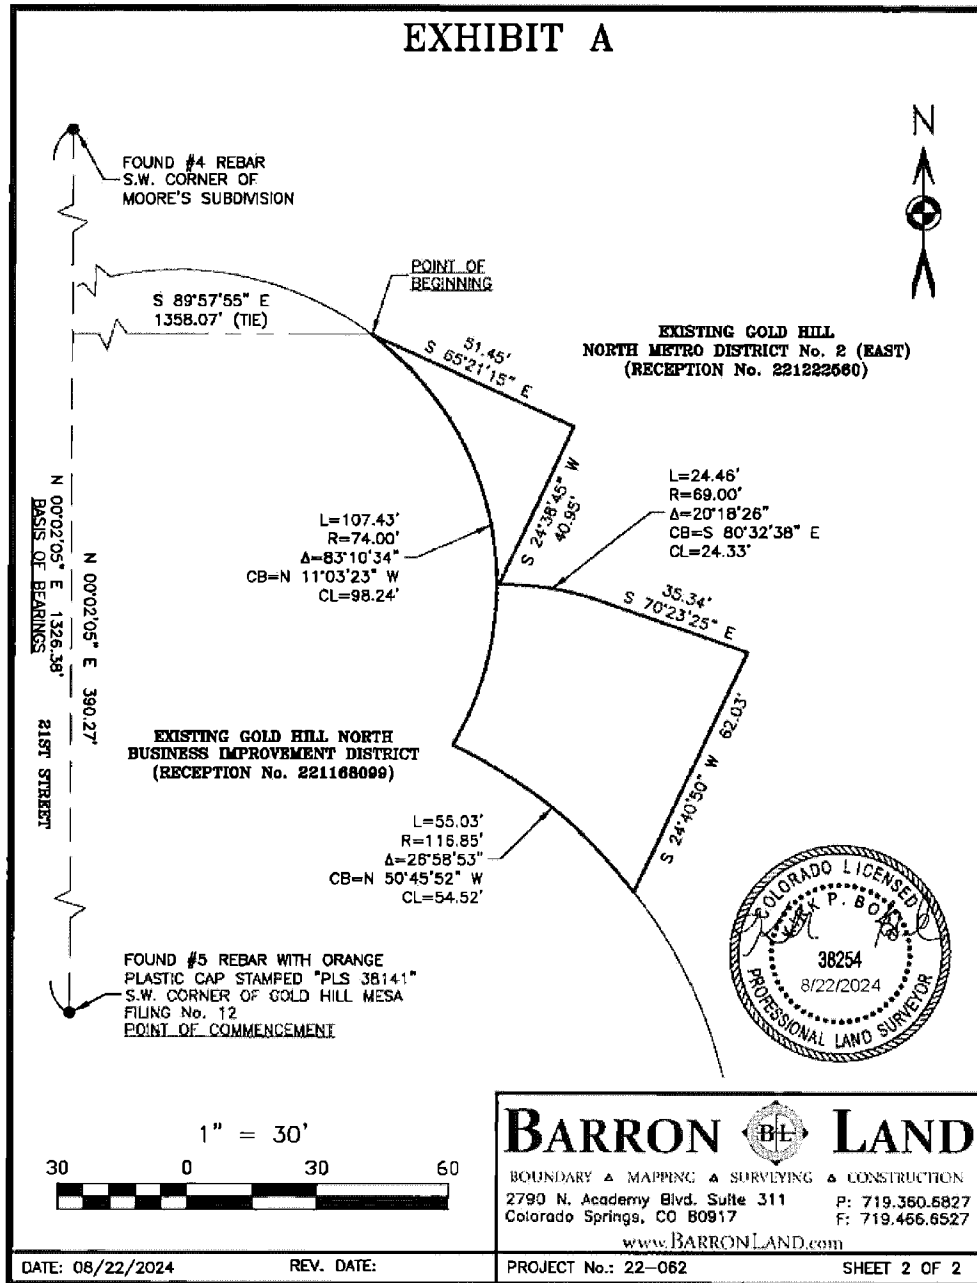 EXHIBIT A
N
FOUND #4 REBAR
S.W. CORNER OF
MOORE'S SUBDIVISION
POINT OF
BEGINNING
S 89°57'55" E
1358.07' (TIE)
51.45'
S 65°21'15" E
EXISTING GOLD HILL
NORTH METRO DISTRICT No. 2 (EAST)
(RECEPTION No. 221222560)
S 24°38'45" W
40.95'
L=24.46'
R=69.00'
Δ=20°18'26"
CB=S 80°32'38" E
CL=24.33'
L=107.43'
R=74.00'
Δ=83°10'34"
CB=N 11°03'23" W
CL=98.24'
35.34'
S 70°23'25" E
N 00°02'05" E 1326.38'
BASIS OF BEARINGS
N 00°02'05" E 390.27'
21ST STREET
S 24°40'50" W 62.03'
EXISTING GOLD HILL NORTH
BUSINESS IMPROVEMENT DISTRICT
(RECEPTION No. 221168099)
L=55.03'
R=116.85'
Δ=26°58'53"
CB=N 50°45'52" W
CL=54.52'
COLORADO LICENSED
KIRK P.
38254
8/22/2024
PROFESSIONAL LAND SURVEYOR
FOUND #5 REBAR WITH ORANGE
PLASTIC CAP STAMPED "PLS 38141"
S.W. CORNER OF GOLD HILL MESA
FILING No. 12
POINT OF COMMENCEMENT
1" = 30'
30 0 30 60
BARRON BL LAND
BOUNDARY ▲ MAPPING ▲ SURVEYING ▲ CONSTRUCTION
2790 N. Academy Blvd. Suite 311 P: 719.360.6827
Colorado Springs, CO 80917 F: 719.466.6527
www.BARRONLAND.com
DATE: 08/22/2024 REV. DATE: PROJECT No.: 22-062 SHEET 2 OF 2